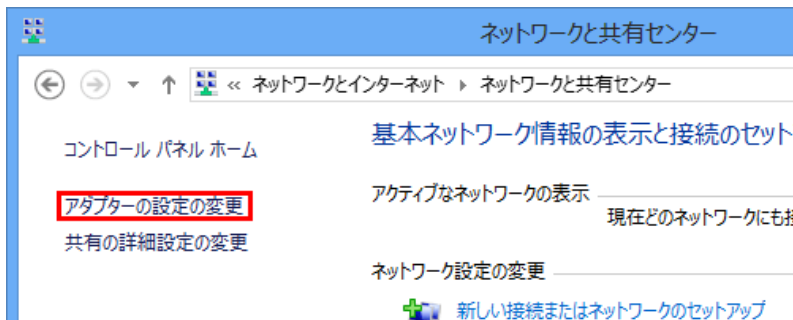 ネットワークと共有センター
« ネットワークとインターネット ▸ ネットワークと共有センター
コントロール パネル ホーム
アダプターの設定の変更
共有の詳細設定の変更
基本ネットワーク情報の表示と接続のセット
アクティブなネットワークの表示
現在どのネットワークにも接
ネットワーク設定の変更
新しい接続またはネットワークのセットアップ